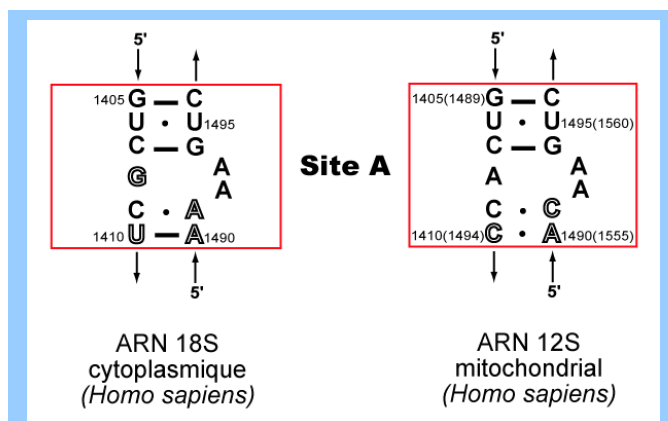 5'
1405 G — C
U · U 1495
C — G
G A
A
C · A
1410 U — A 1490
5'
Site A
5'
1405(1489) G — C
U · U 1495(1560)
C — G
A A
A
C · C
1410(1494) C · A 1490(1555)
5'
ARN 18S
cytoplasmique
(Homo sapiens)
ARN 12S
mitochondrial
(Homo sapiens)